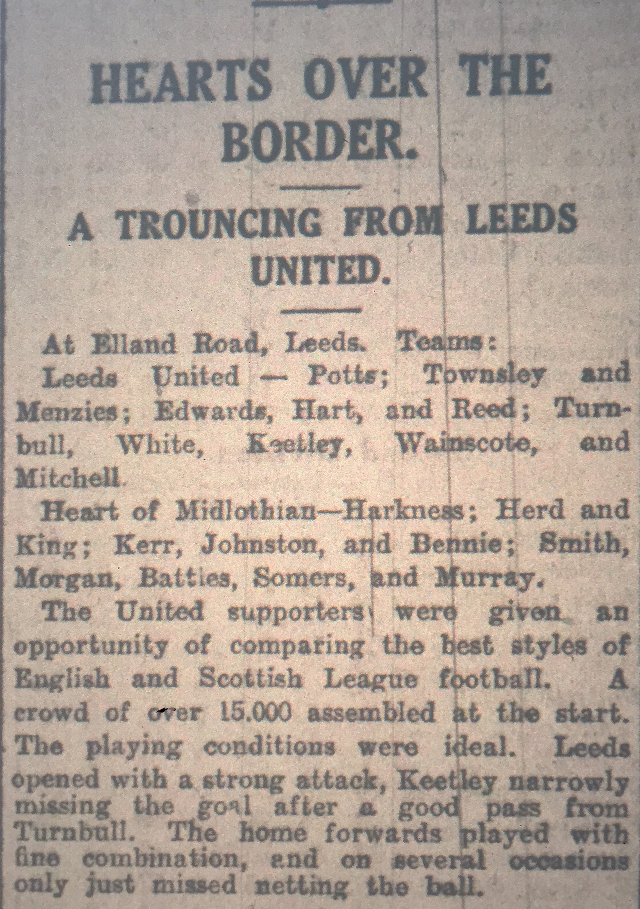 HEARTS OVER THE
BORDER.
A TROUNCING FROM LEEDS
UNITED.
At Elland Road, Leeds. Teams:
Leeds United — Potts; Townsley and
Menzies; Edwards, Hart, and Reed; Turn-
bull, White, Keetley, Wainscote, and
Mitchell.
Heart of Midlothian—Harkness; Herd and
King; Kerr, Johnston, and Bennie; Smith,
Morgan, Battles, Somers, and Murray.
The United supporters were given an
opportunity of comparing the best styles of
English and Scottish League football. A
crowd of over 15.000 assembled at the start.
The playing conditions were ideal. Leeds
opened with a strong attack, Keetley narrowly
missing the goal after a good pass from
Turnbull. The home forwards played with
fine combination, and on several occasions
only just missed netting the ball.